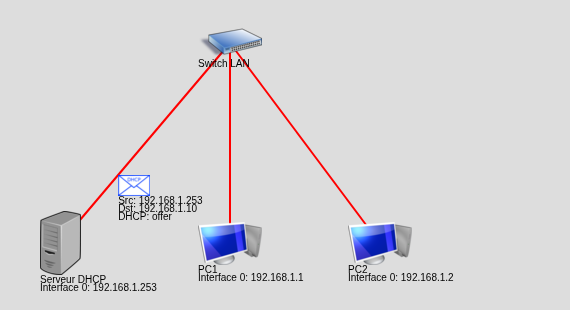 Switch LAN
DHCP
Src: 192.168.1.253
Dst: 192.168.1.10
DHCP: offer
Serveur DHCP
Interface 0: 192.168.1.253
PC1
Interface 0: 192.168.1.1
PC2
Interface 0: 192.168.1.2